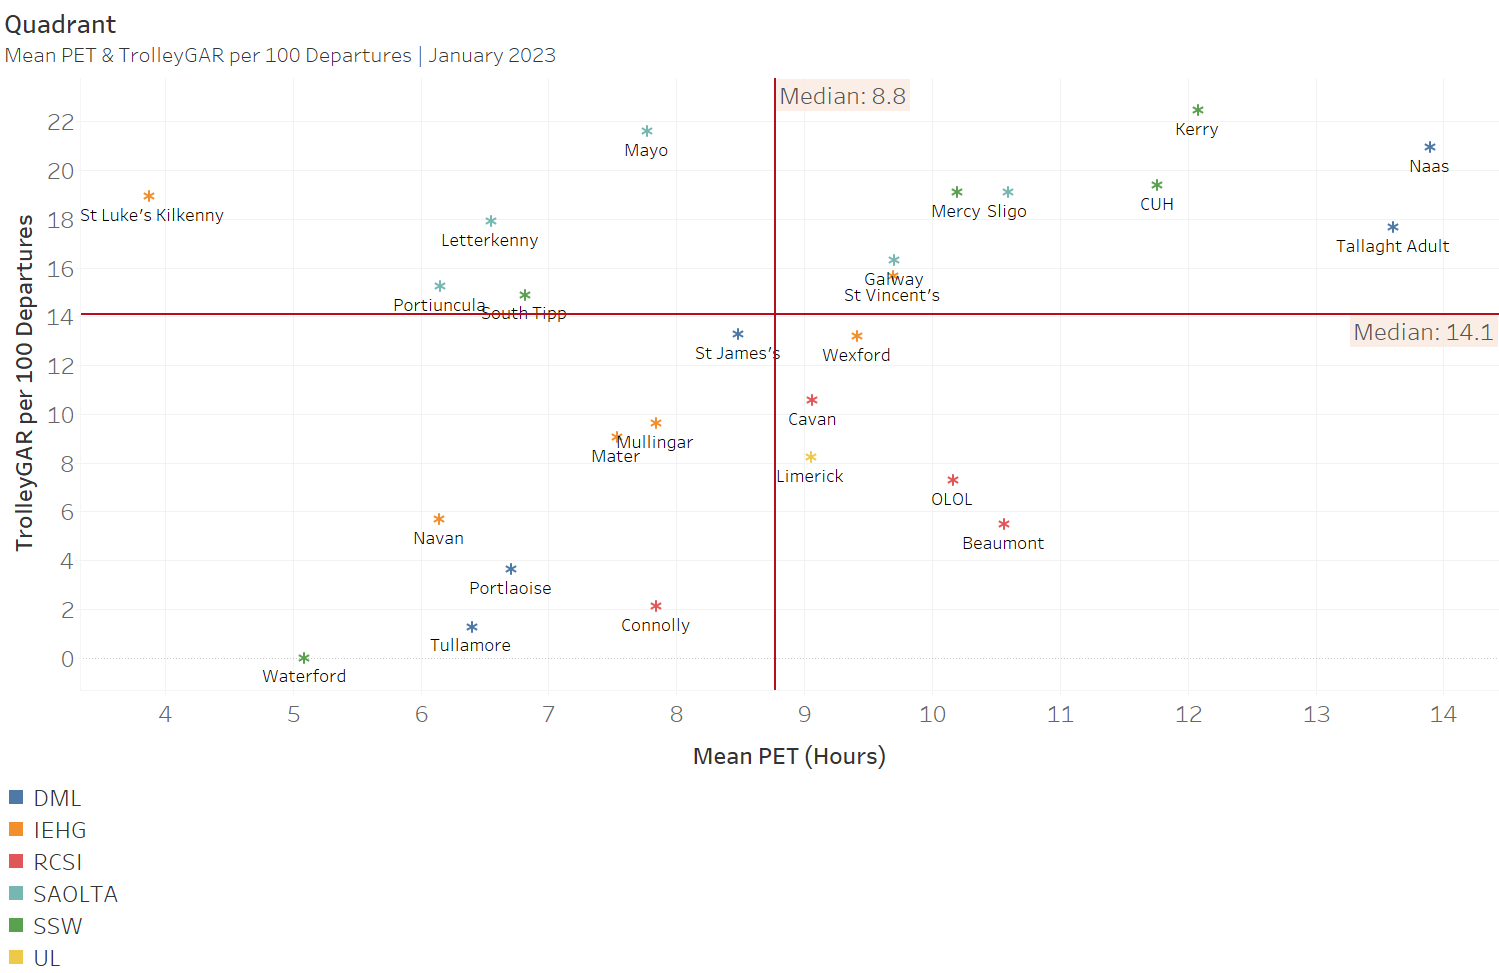 Quadrant
Mean PET & TrolleyGAR per 100 Departures | January 2023
Median: 8.8
22
Kerry
Mayo
Naas
20
St Luke's Kilkenny
18
Mercy
Sligo
CUH
Letterkenny
Tallaght Adult
16
Galway
St Vincent's
Portiuncula
South Tipp
14
Median: 14.1
St James's
Wexford
12
10
Cavan
Mullingar
Mater
8
Limerick
OLOL
6
Navan
Beaumont
4
Portlaoise
2
Connolly
Tullamore
0
Waterford
TrolleyGAR per 100 Departures
4 5 6 7 8 9 10 11 12 13 14
Mean PET (Hours)
DML
IEHG
RCSI
SAOLTA
SSW
UL